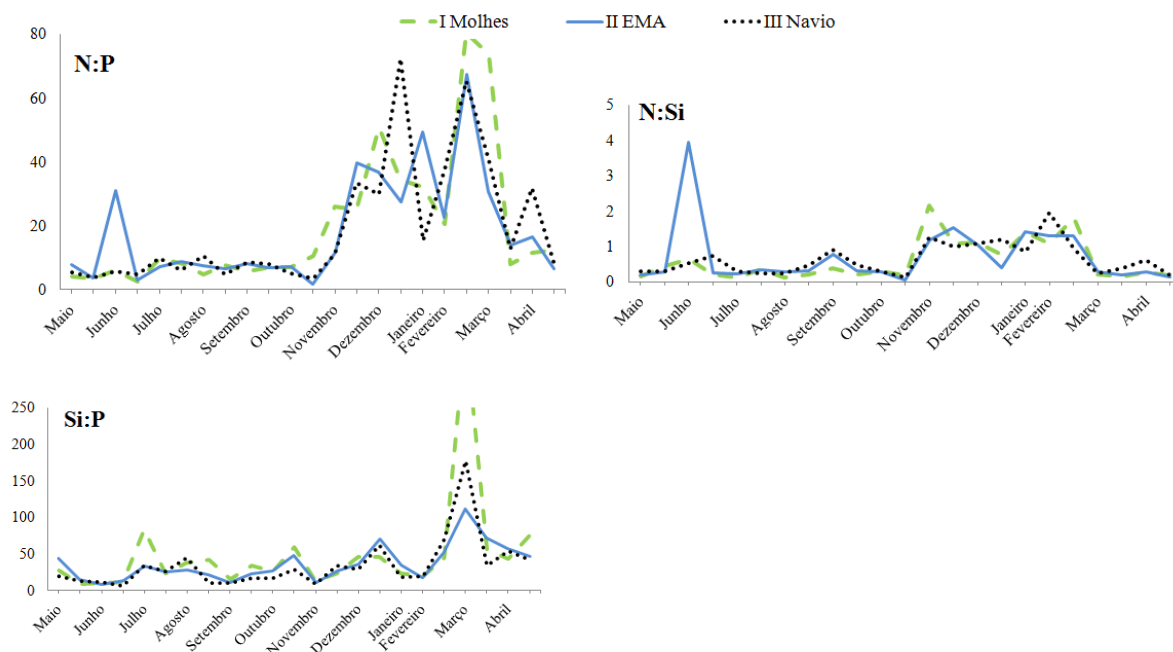 I Molhes II EMA III Navio
N:P
80
60
40
20
0
Maio Junho Julho Agosto Setembro Outubro Novembro Dezembro Janeiro Fevereiro Março Abril
N:Si
5
4
3
2
1
0
Maio Junho Julho Agosto Setembro Outubro Novembro Dezembro Janeiro Fevereiro Março Abril
Si:P
250
200
150
100
50
0
Maio Junho Julho Agosto Setembro Outubro Novembro Dezembro Janeiro Fevereiro Março Abril